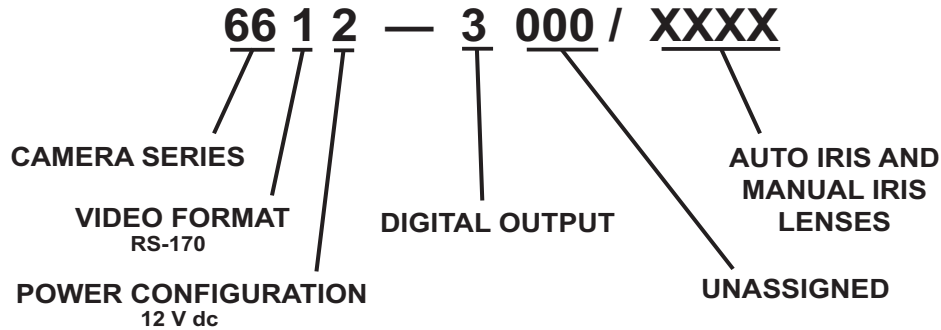 66 1 2 — 3 000 / XXXX
CAMERA SERIES
VIDEO FORMAT
RS-170
POWER CONFIGURATION
12 V dc
DIGITAL OUTPUT
AUTO IRIS AND
MANUAL IRIS
LENSES
UNASSIGNED